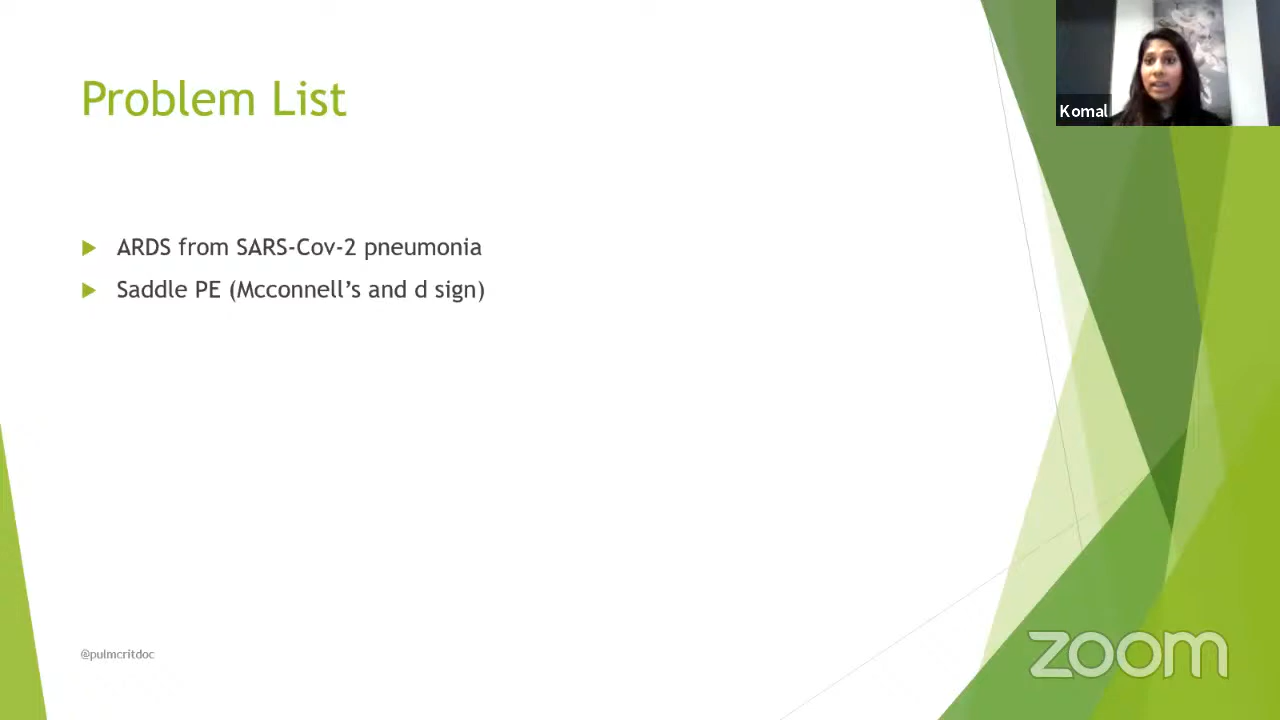 Problem List
Komal
ARDS from SARS-Cov-2 pneumonia
Saddle PE (Mcconnell’s and d sign)
@pulmcritdoc
zoom